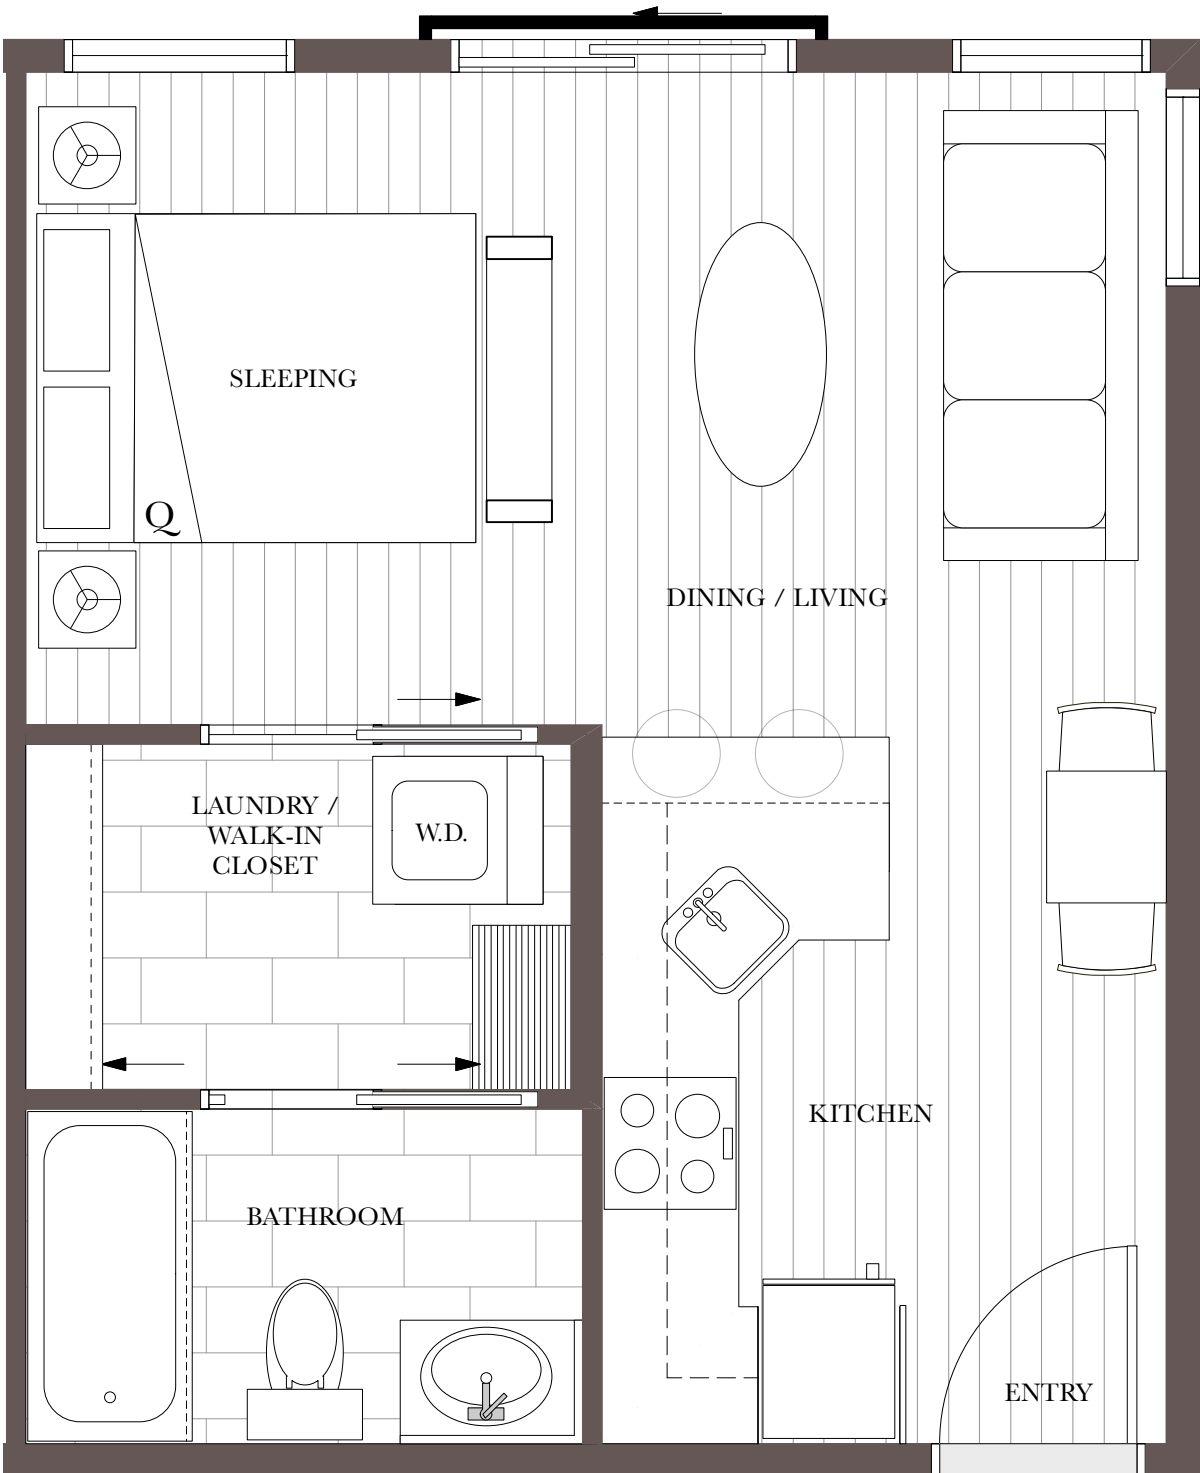 SLEEPING
Q
DINING / LIVING
LAUNDRY /
WALK-IN
CLOSET
W.D.
KITCHEN
BATHROOM
ENTRY